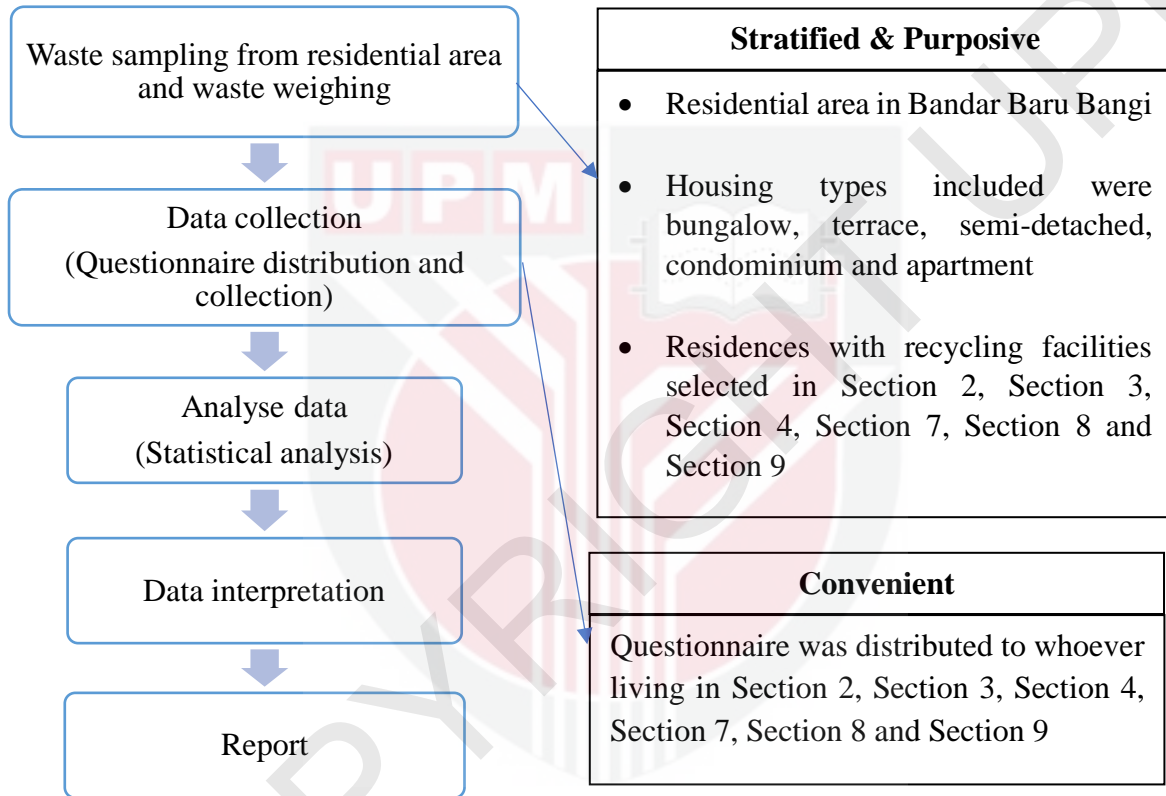 Waste sampling from residential area
and waste weighing
Data collection
(Questionnaire distribution and
collection)
Analyse data
(Statistical analysis)
Data interpretation
Report
Stratified & Purposive
• Residential area in Bandar Baru Bangi
• Housing types included were
bungalow, terrace, semi-detached,
condominium and apartment
• Residences with recycling facilities
selected in Section 2, Section 3,
Section 4, Section 7, Section 8 and
Section 9
Convenient
Questionnaire was distributed to whoever
living in Section 2, Section 3, Section 4,
Section 7, Section 8 and Section 9
UPM
PYRIGHT UP